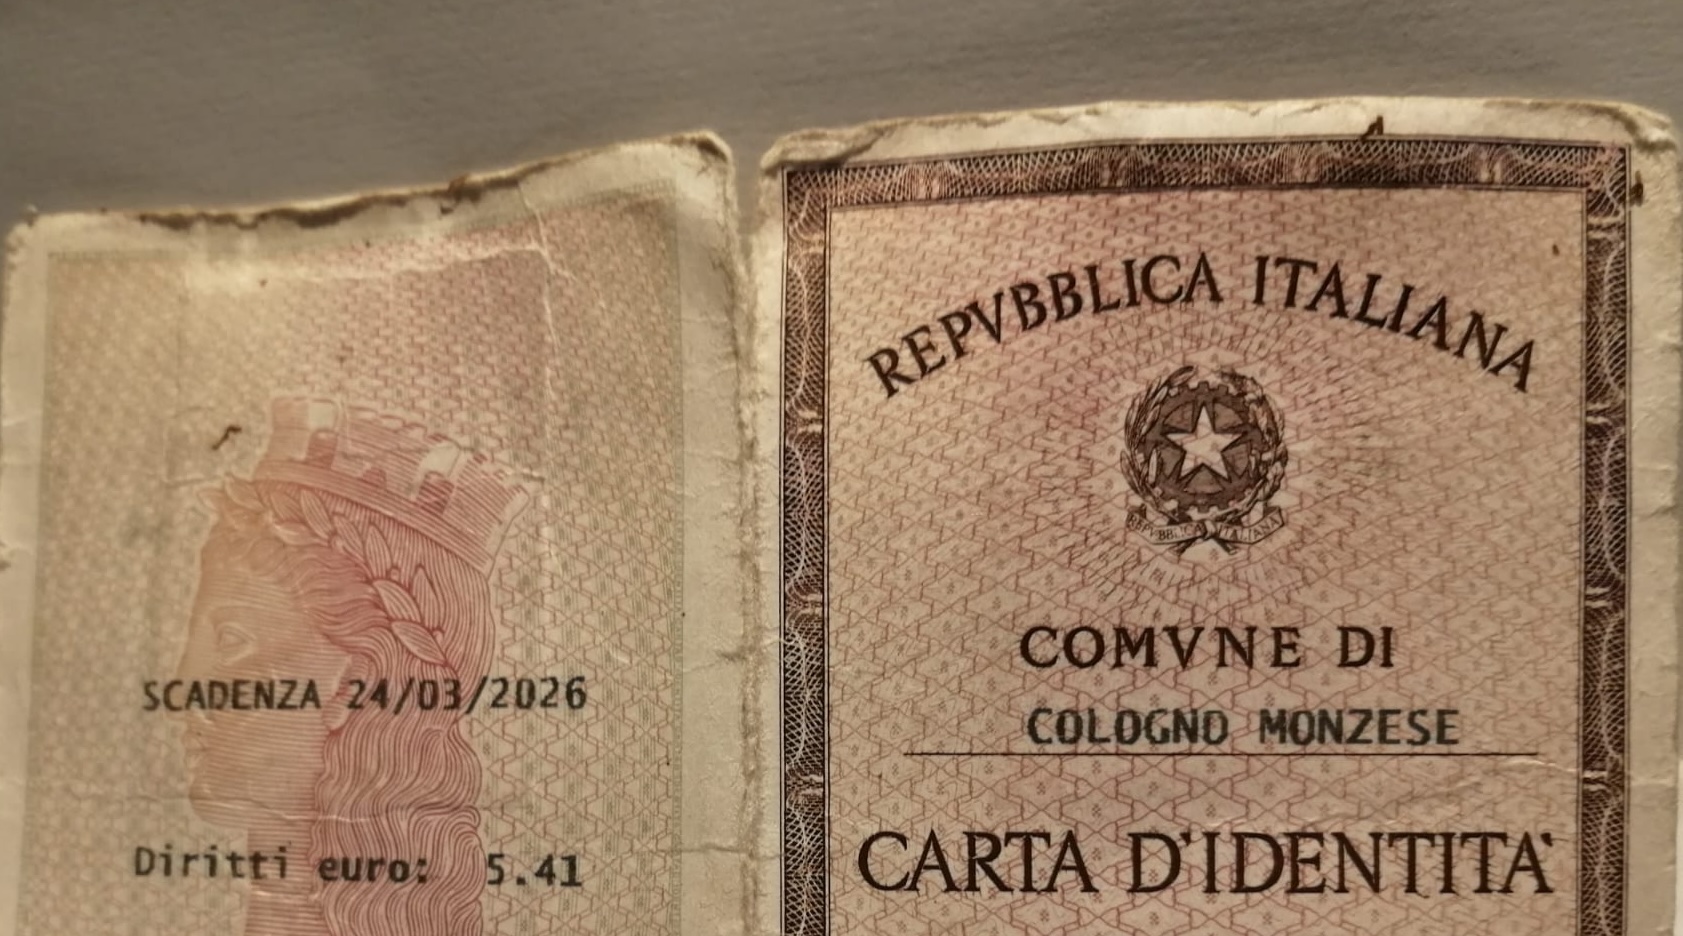 SCADENZA 24/03/2026
Diritti euro: 5.41
REPVBBLICA ITALIANA
REPVBBLICA ITALIANA
COMVNE DI
COLOGNO MONZESE
CARTA D'IDENTITA'